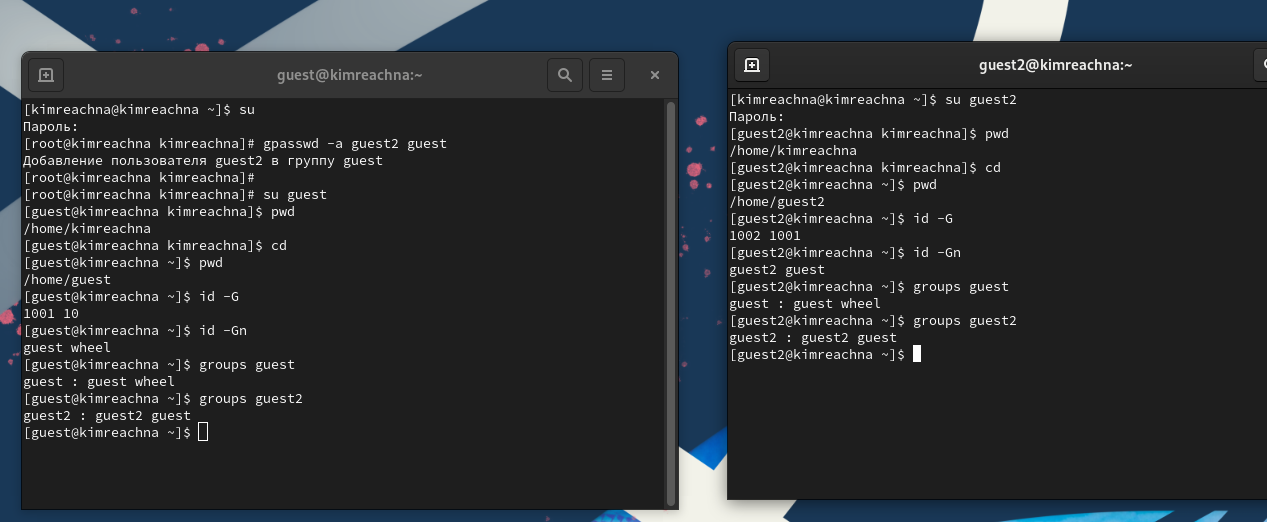 guest@kimreachna:~
[kimreachna@kimreachna ~]$ su
Пароль:
[root@kimreachna kimreachna]# gpasswd -a guest2 guest
Добавление пользователя guest2 в группу guest
[root@kimreachna kimreachna]#
[root@kimreachna kimreachna]# su guest
[guest@kimreachna kimreachna]$ pwd
/home/kimreachna
[guest@kimreachna kimreachna]$ cd
[guest@kimreachna ~]$ pwd
/home/guest
[guest@kimreachna ~]$ id -G
1001 10
[guest@kimreachna ~]$ id -Gn
guest wheel
[guest@kimreachna ~]$ groups guest
guest : guest wheel
[guest@kimreachna ~]$ groups guest2
guest2 : guest2 guest
[guest@kimreachna ~]$
guest2@kimreachna:~
[kimreachna@kimreachna ~]$ su guest2
Пароль:
[guest2@kimreachna kimreachna]$ pwd
/home/kimreachna
[guest2@kimreachna kimreachna]$ cd
[guest2@kimreachna ~]$ pwd
/home/guest2
[guest2@kimreachna ~]$ id -G
1002 1001
[guest2@kimreachna ~]$ id -Gn
guest2 guest
[guest2@kimreachna ~]$ groups guest
guest : guest wheel
[guest2@kimreachna ~]$ groups guest2
guest2 : guest2 guest
[guest2@kimreachna ~]$